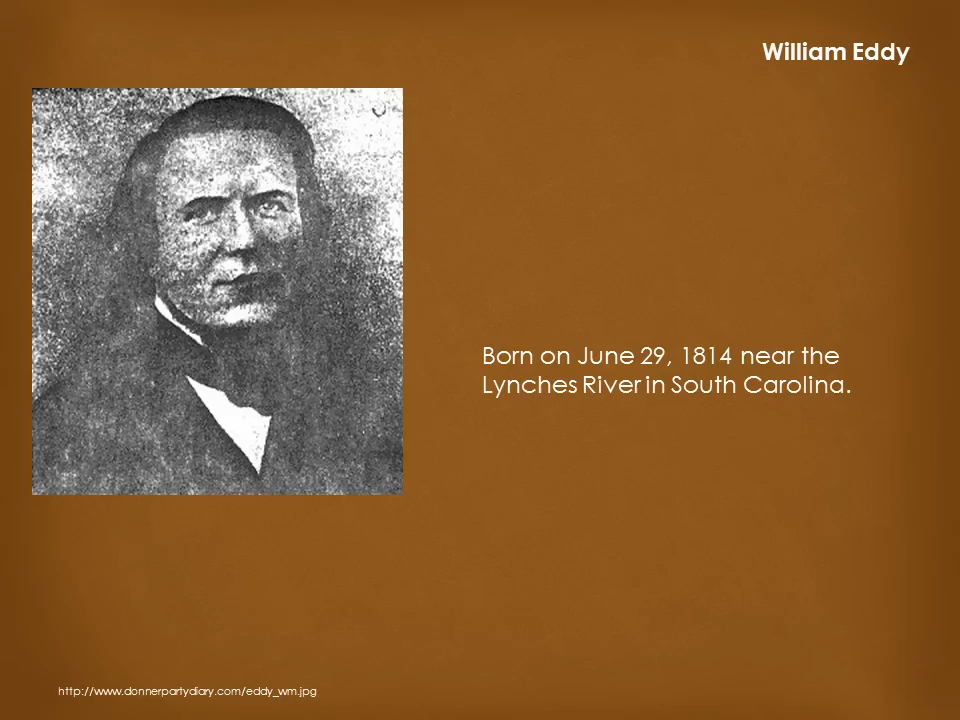 William Eddy
Born on June 29, 1814 near the
Lynches River in South Carolina.
http://www.donnerpartydiary.com/eddy_wm.jpg